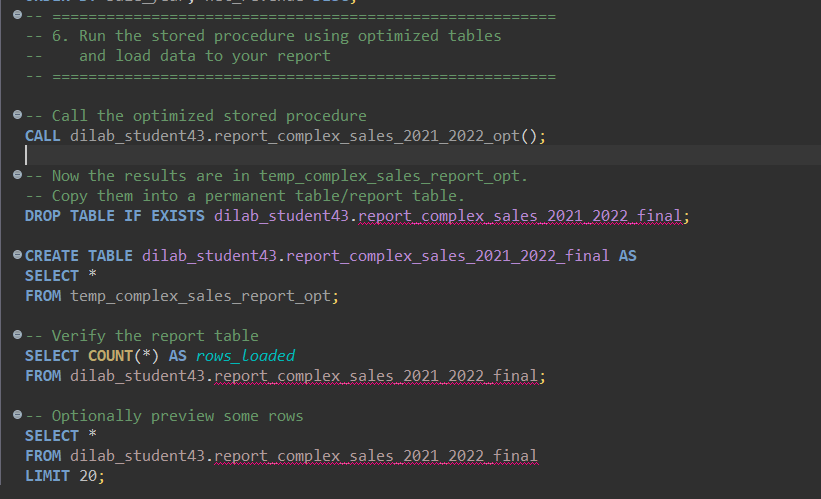 -- =======================================================
-- 6. Run the stored procedure using optimized tables
--    and load data to your report
-- =======================================================
-- Call the optimized stored procedure
CALL dilab_student43.report_complex_sales_2021_2022_opt();
-- Now the results are in temp_complex_sales_report_opt.
-- Copy them into a permanent table/report table.
DROP TABLE IF EXISTS dilab_student43.report_complex_sales_2021_2022_final;
CREATE TABLE dilab_student43.report_complex_sales_2021_2022_final AS
SELECT *
FROM temp_complex_sales_report_opt;
-- Verify the report table
SELECT COUNT(*) AS rows_loaded
FROM dilab_student43.report_complex_sales_2021_2022_final;
-- Optionally preview some rows
SELECT *
FROM dilab_student43.report_complex_sales_2021_2022_final
LIMIT 20;